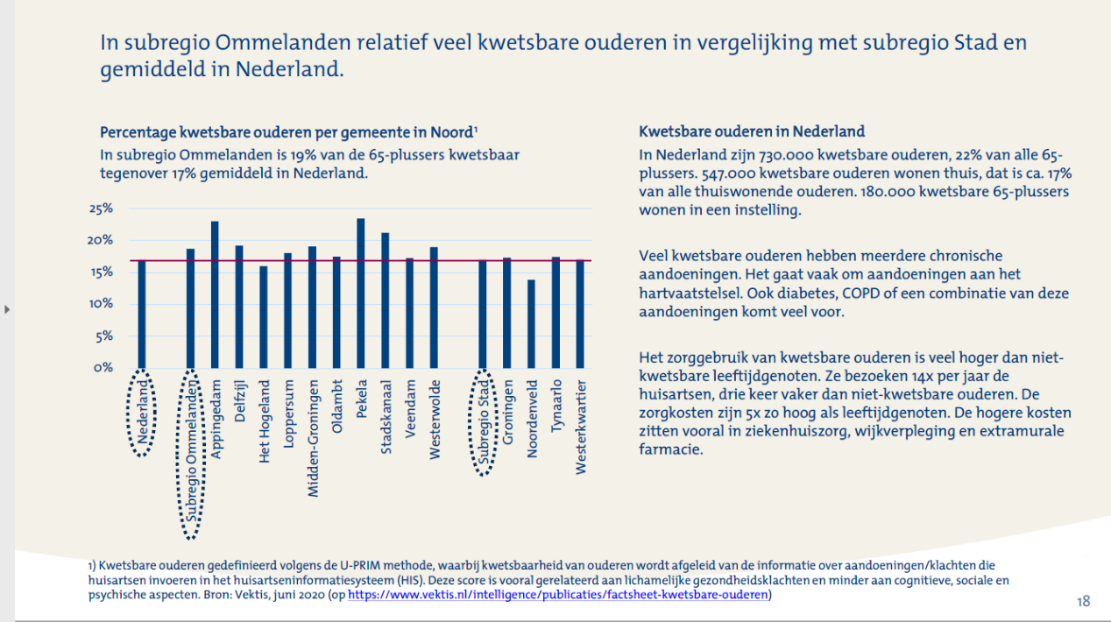 In subregio Ommelanden relatief veel kwetsbare ouderen in vergelijking met subregio Stad en
gemiddeld in Nederland.
Percentage kwetsbare ouderen per gemeente in Noord¹
In subregio Ommelanden is 19% van de 65-plussers kwetsbaar
tegenover 17% gemiddeld in Nederland.
25%
20%
15%
10%
5%
0%
Nederland
Subregio Ommelanden
Appingedam
Delfzijl
Het Hogeland
Loppersum
Midden-Groningen
Oldambt
Pekela
Stadskanaal
Veendam
Westerwolde
Subregio Stad
Groningen
Noordenveld
Tynaarlo
Westerkwartier
Kwetsbare ouderen in Nederland
In Nederland zijn 730.000 kwetsbare ouderen, 22% van alle 65-
plussers. 547.000 kwetsbare ouderen wonen thuis, dat is ca. 17%
van alle thuiswonende ouderen. 180.000 kwetsbare 65-plussers
wonen in een instelling.
Veel kwetsbare ouderen hebben meerdere chronische
aandoeningen. Het gaat vaak om aandoeningen aan het
hartvaatstelsel. Ook diabetes, COPD of een combinatie van deze
aandoeningen komt veel voor.
Het zorggebruik van kwetsbare ouderen is veel hoger dan niet-
kwetsbare leeftijdgenoten. Ze bezoeken 14x per jaar de
huisartsen, drie keer vaker dan niet-kwetsbare ouderen. De
zorgkosten zijn 5x zo hoog als leeftijdgenoten. De hogere kosten
zitten vooral in ziekenhuiszorg, wijkverpleging en extramurale
farmacie.
1) Kwetsbare ouderen gedefinieerd volgens de U-PRIM methode, waarbij kwetsbaarheid van ouderen wordt afgeleid van de informatie over aandoeningen/klachten die
huisartsen invoeren in het huisartseninformatiesysteem (HIS). Deze score is vooral gerelateerd aan lichamelijke gezondheidsklachten en minder aan cognitieve, sociale en
psychische aspecten. Bron: Vektis, juni 2020 (op https://www.vektis.nl/intelligence/publicaties/factsheet-kwetsbare-ouderen)
18